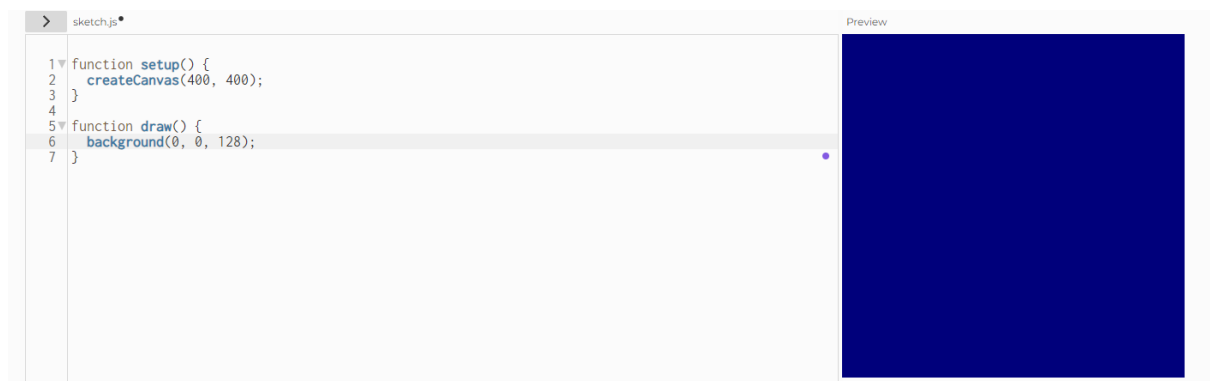 sketch.js
Preview
1 function setup() {
2 createCanvas(400, 400);
3 }
4
5 function draw() {
6 background(0, 0, 128);
7 }